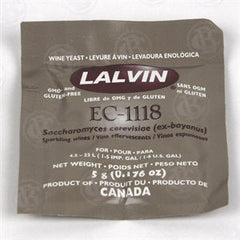 WINE YEAST • LEVURE À VIN • LEVADURA ENOLÓGICA
LALVIN
GMO- and GLUTEN-FREE
SANS OGM ni GLUTEN
LIBRE de OMG y de GLUTEN
EC-1118
Saccharomyces cerevisiae (ex-bayanus)
Sparkling wines / Vins effervescents / Vinos espumosos
FOR / POUR / PARA
4.5 – 23 L (1-5 IMP. GAL / 1-6 U.S. GAL)
NET WEIGHT • POIDS NET • PESO NETO
5 g (0.176 oz)
PRODUCT OF • PRODUIT DU • PRODUCTO DE
CANADA